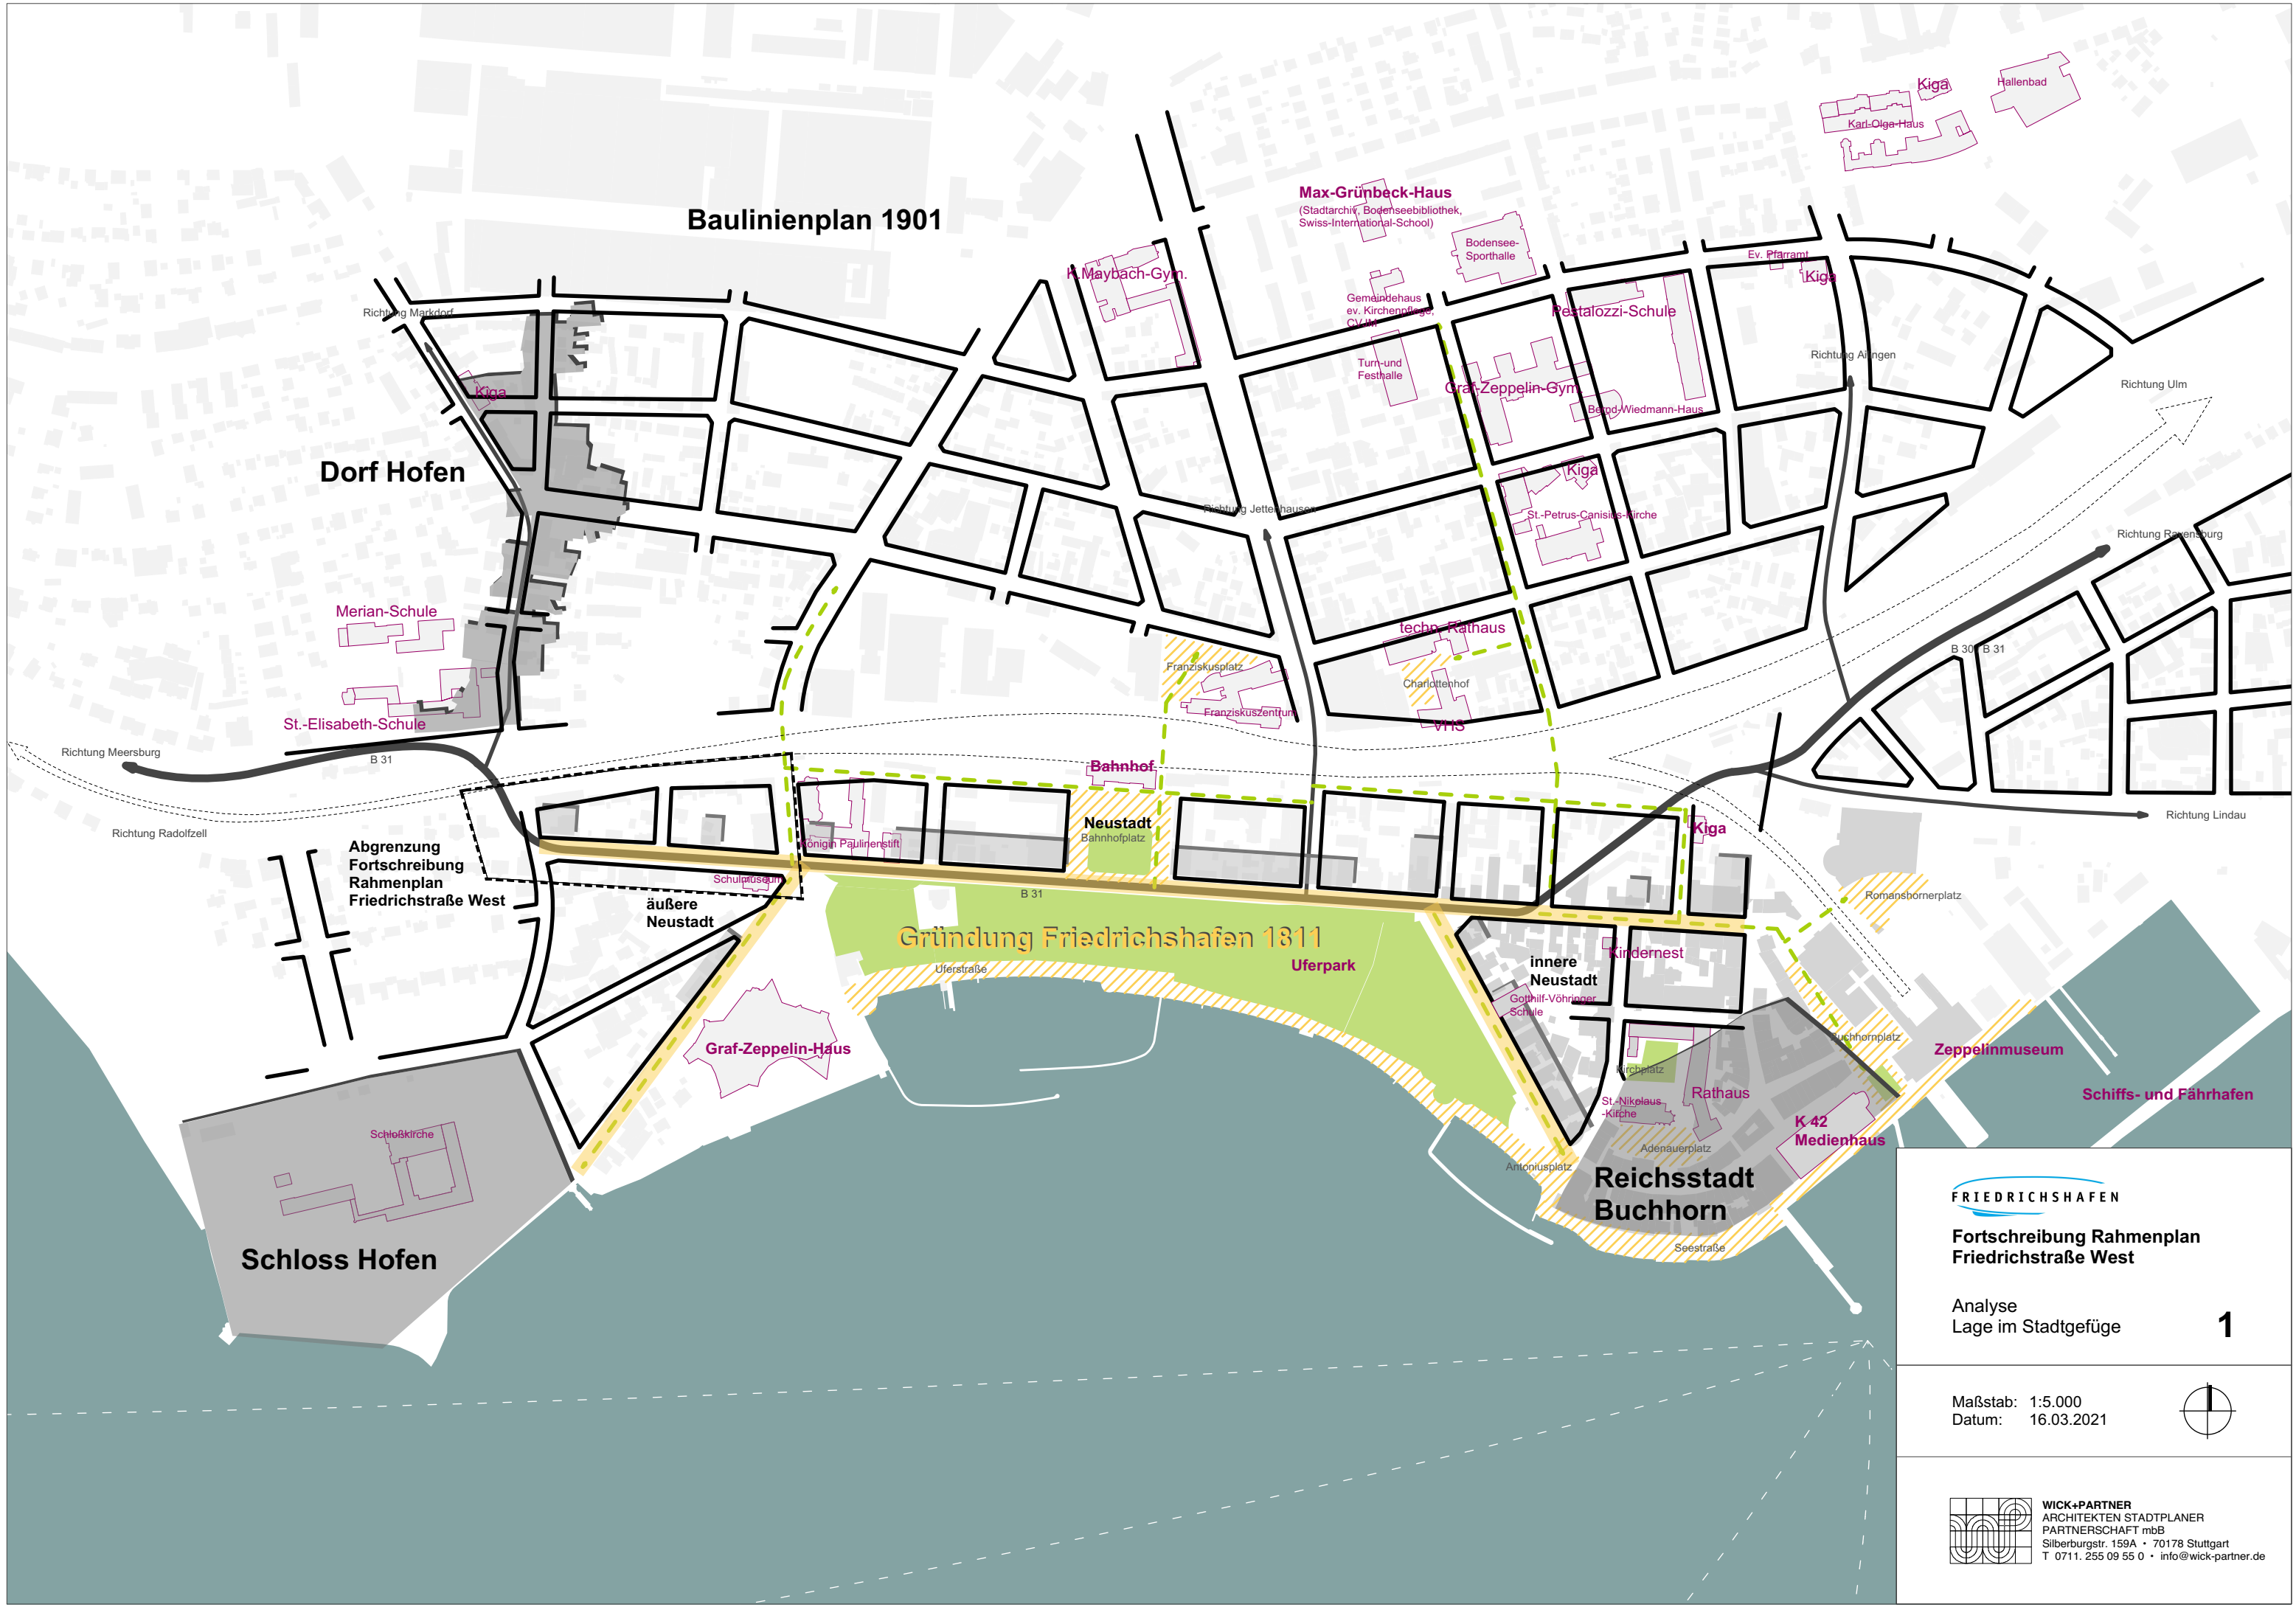 Kiga
Hallenbad
Karl-Olga-Haus
Max-Grünbeck-Haus
(Stadtarchiv, Bodenseebibliothek,
Swiss-International-School)
Baulinienplan 1901
Bodensee-
Sporthalle
Ev. Pfarramt
Kiga
K.Maybach-Gym.
Gemeindehaus
ev. Kirchenpflege,
CVJM
Pestalozzi-Schule
Richtung Markdorf
Turn-und
Festhalle
Richtung Ailingen
Richtung Ulm
Kiga
Graf-Zeppelin-Gym.
Bernd-Wiedmann-Haus
Dorf Hofen
Kiga
Richtung Jettenhausen
St.-Petrus-Canisius-Kirche
Richtung Ravensburg
Merian-Schule
techn. Rathaus
B 30 / B 31
Franziskusplatz
Charlottenhof
Franziskuszentrum
VHS
St.-Elisabeth-Schule
Richtung Meersburg
B 31
Bahnhof
Richtung Radolfzell
Neustadt
Bahnhofplatz
Kiga
Richtung Lindau
Abgrenzung
Fortschreibung
Rahmenplan
Friedrichstraße West
Königin Paulinenstift
Schulmuseum
B 31
Romanshornerplatz
äußere
Neustadt
Gründung Friedrichshafen 1811
Uferpark
Uferstraße
Kindernest
innere
Neustadt
Gotthilf-Vöhringer
Schule
Buchhornplatz
Graf-Zeppelin-Haus
Zeppelinmuseum
Kirchplatz
Rathaus
Schiffs- und Fährhafen
St.-Nikolaus
-Kirche
K 42
Medienhaus
Schloßkirche
Adenauerplatz
Antoniusplatz
Reichsstadt
Buchhorn
Schloss Hofen
Seestraße
FRIEDRICHSHAFEN
Fortschreibung Rahmenplan
Friedrichstraße West
Analyse
Lage im Stadtgefüge
1
Maßstab: 1:5.000
Datum: 16.03.2021
WICK+PARTNER
ARCHITEKTEN STADTPLANER
PARTNERSCHAFT mbB
Silberburgstr. 159A • 70178 Stuttgart
T 0711. 255 09 55 0 • info@wick-partner.de